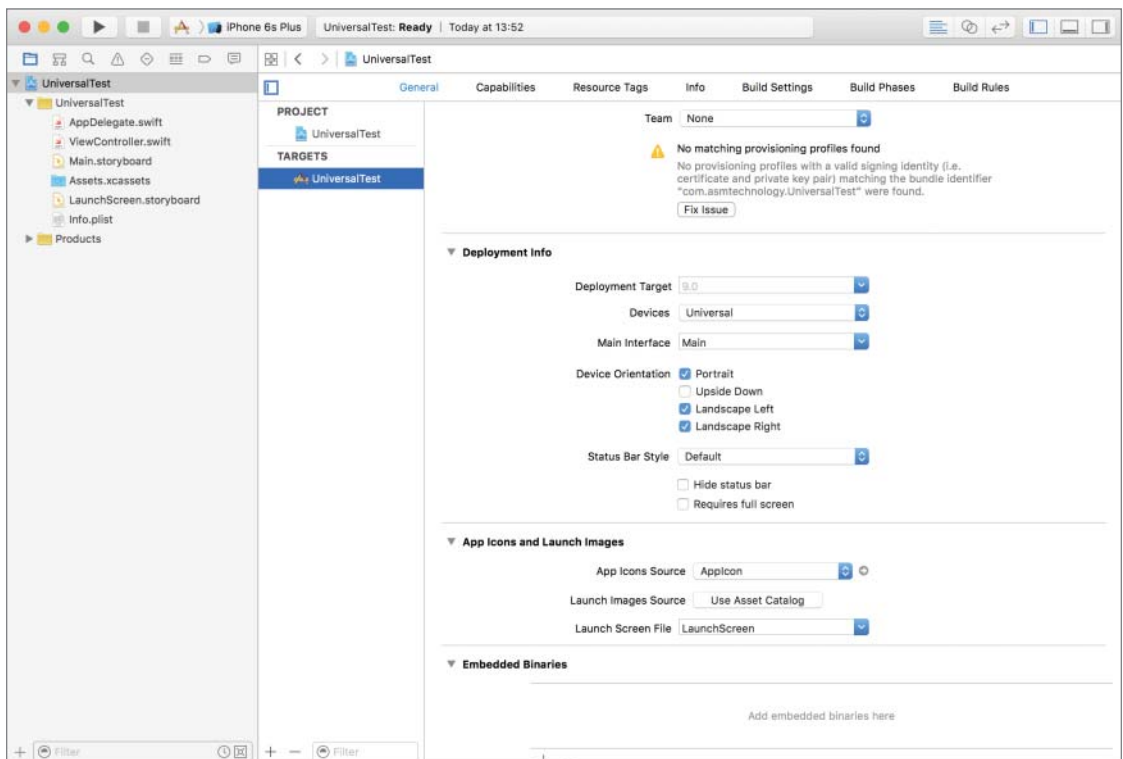 iPhone 6s Plus
UniversalTest: Ready | Today at 13:52
UniversalTest
UniversalTest
AppDelegate.swift
ViewController.swift
Main.storyboard
Assets.xcassets
LaunchScreen.storyboard
Info.plist
Products
Filter
UniversalTest
General Capabilities Resource Tags Info Build Settings Build Phases Build Rules
PROJECT
UniversalTest
TARGETS
UniversalTest
Filter
Team None
No matching provisioning profiles found
No provisioning profiles with a valid signing identity (i.e.
certificate and private key pair) matching the bundle identifier
"com.asmtechnology.UniversalTest" were found.
Fix Issue
Deployment Info
Deployment Target 9.0
Devices Universal
Main Interface Main
Device Orientation Portrait
Upside Down
Landscape Left
Landscape Right
Status Bar Style Default
Hide status bar
Requires full screen
App Icons and Launch Images
App Icons Source AppIcon
Launch Images Source Use Asset Catalog
Launch Screen File LaunchScreen
Embedded Binaries
Add embedded binaries here